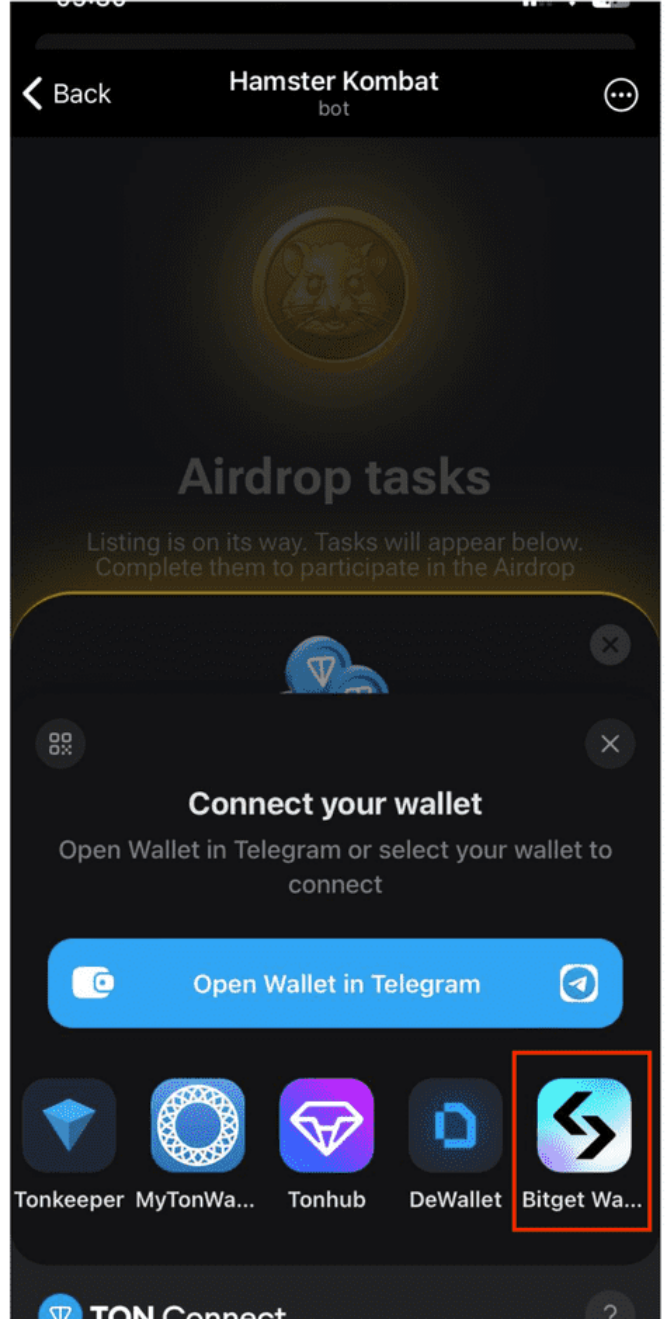 Back
Hamster Kombat
bot
Airdrop tasks
Listing is on its way. Tasks will appear below.
Complete them to participate in the Airdrop
Connect your wallet
Open Wallet in Telegram or select your wallet to
connect
Open Wallet in Telegram
Tonkeeper MyTonWa... Tonhub DeWallet Bitget Wa...
TON Connect
?